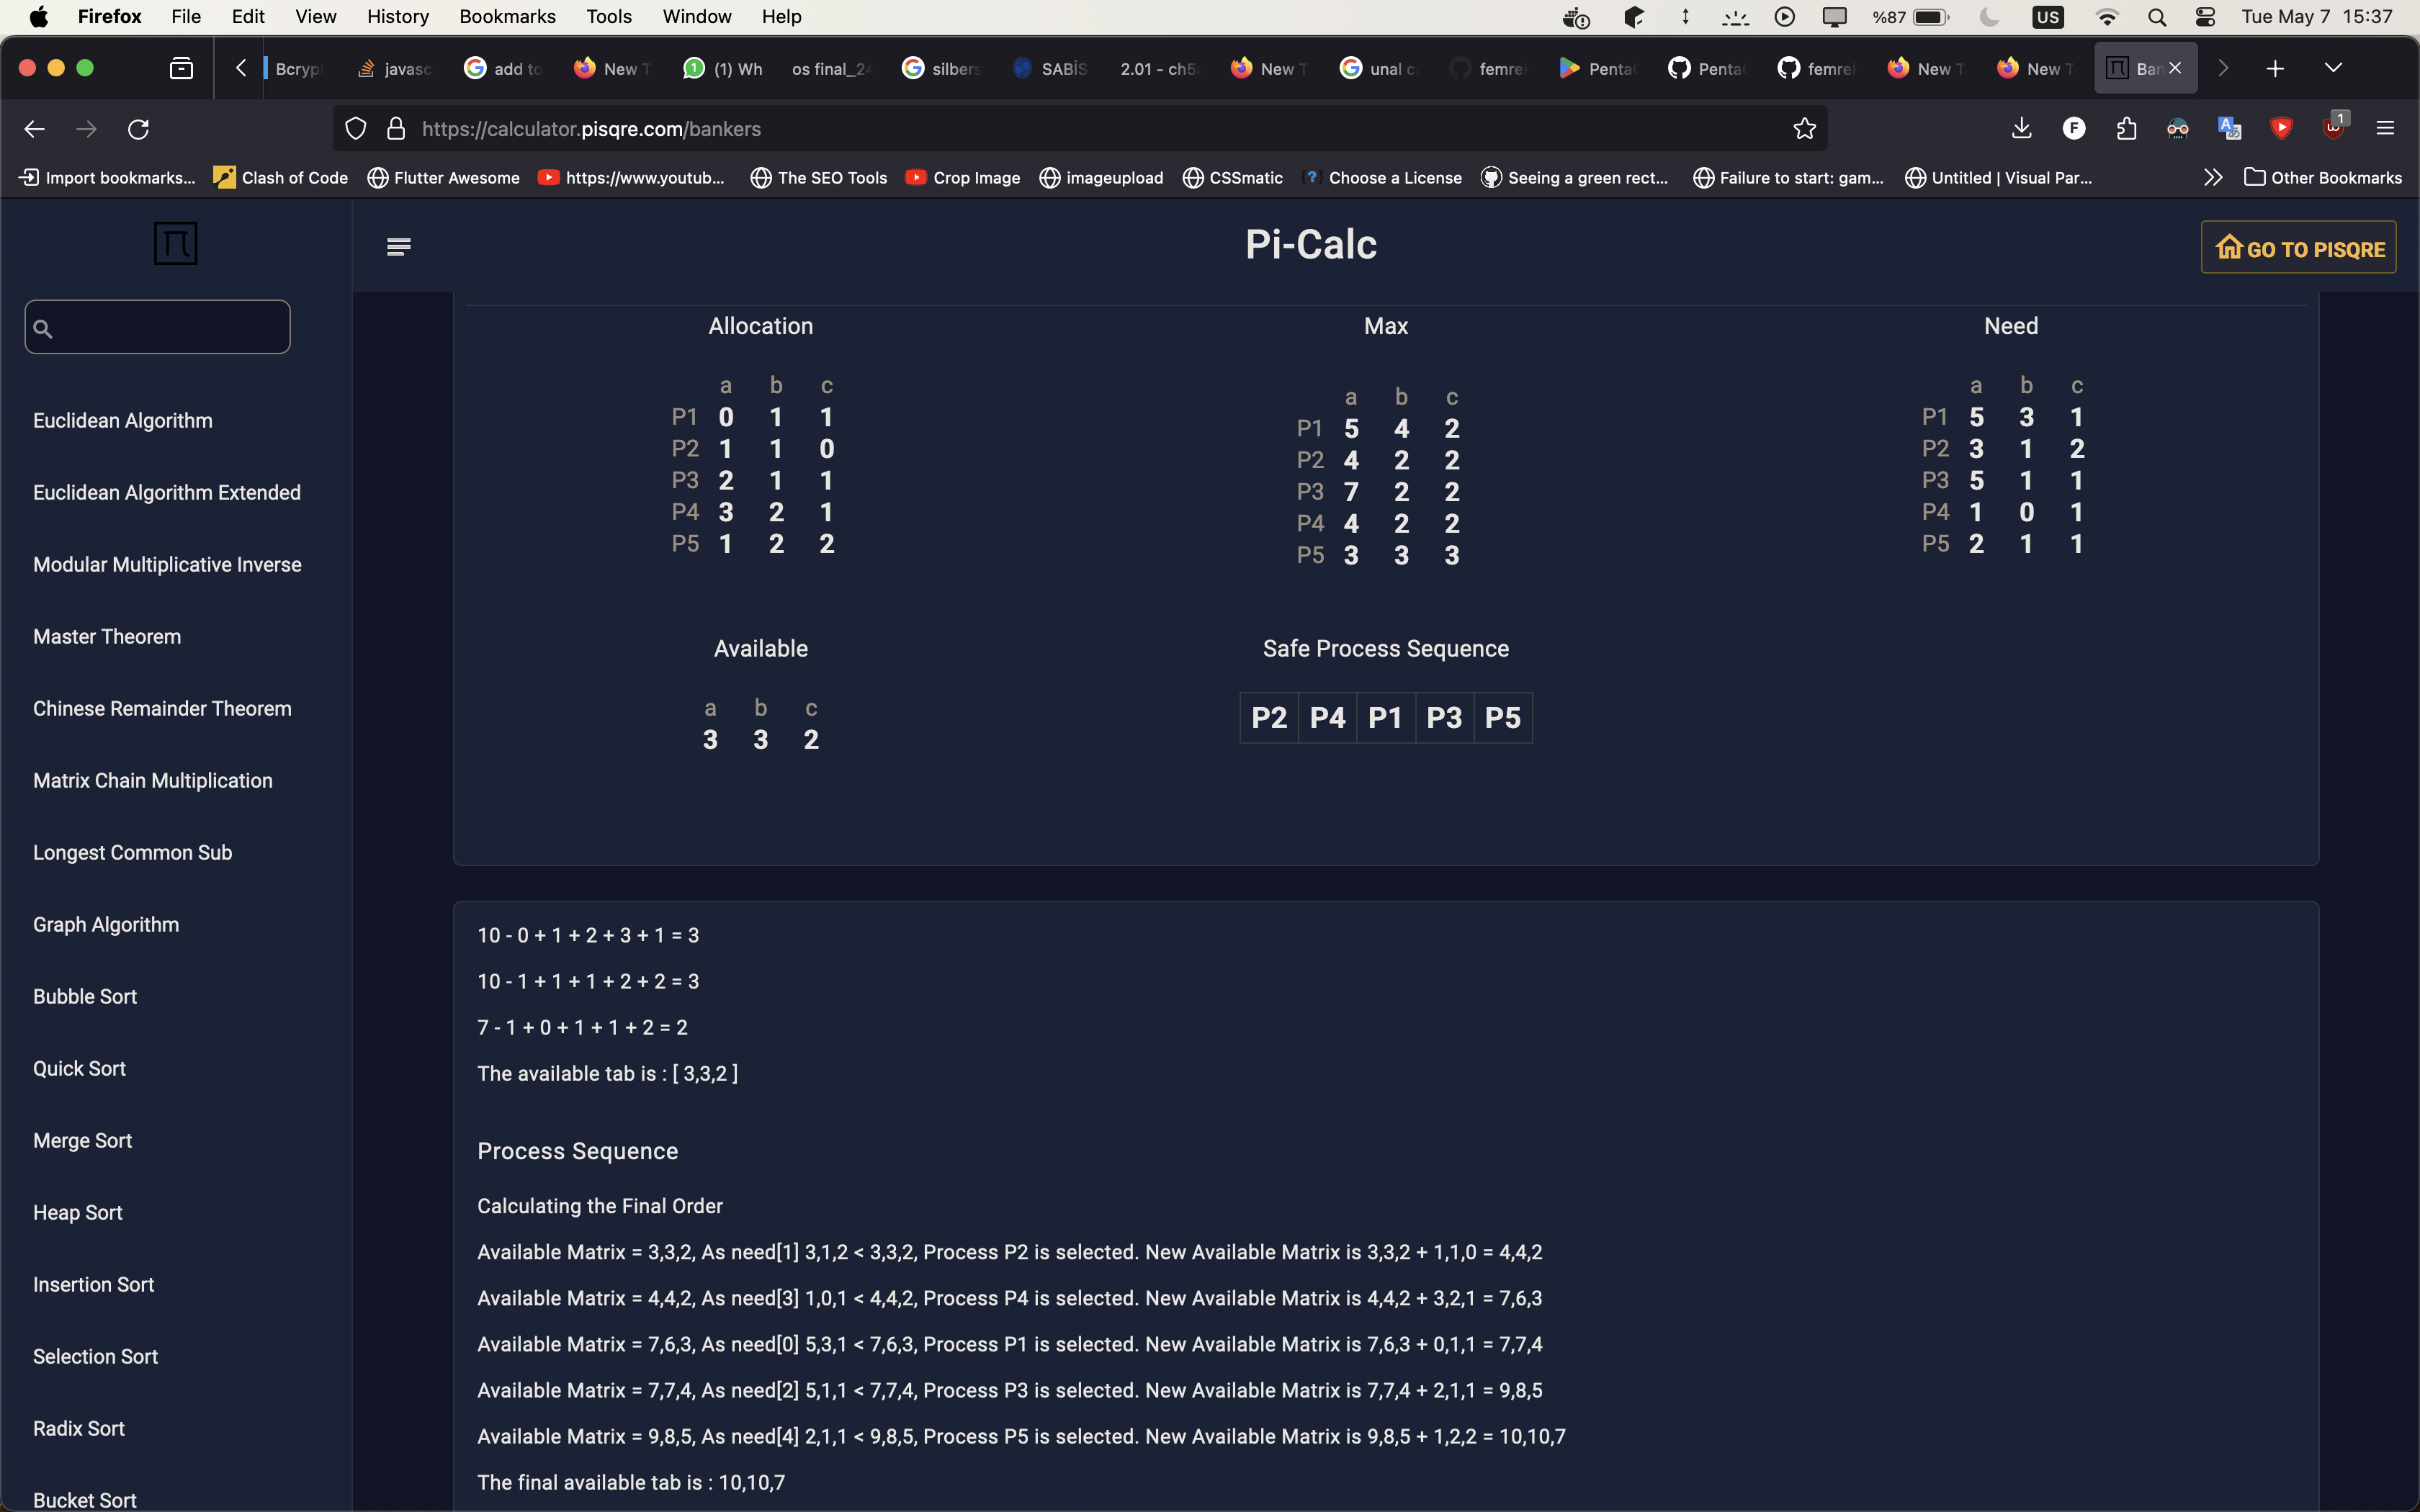 Firefox File Edit View History Bookmarks Tools Window Help %87 US Tue May 7 15:37
Bcrypt javasc add to New T (1) Wh os final_24 silbers SABİS 2.01 - ch5 New T unal c femre Penta Penta femre New T New T Ban
https://calculator.pisqre.com/bankers F 1
Import bookmarks... Clash of Code Flutter Awesome https://www.youtub... The SEO Tools Crop Image imageupload CSSmatic Choose a License Seeing a green rect... Failure to start: gam... Untitled | Visual Par... Other Bookmarks
Pi-Calc
GO TO PISQRE
Euclidean Algorithm
Euclidean Algorithm Extended
Modular Multiplicative Inverse
Master Theorem
Chinese Remainder Theorem
Matrix Chain Multiplication
Longest Common Sub
Graph Algorithm
Bubble Sort
Quick Sort
Merge Sort
Heap Sort
Insertion Sort
Selection Sort
Radix Sort
Bucket Sort
Allocation
a b c
P1 0 1 1
P2 1 1 0
P3 2 1 1
P4 3 2 1
P5 1 2 2
Max
a b c
P1 5 4 2
P2 4 2 2
P3 7 2 2
P4 4 2 2
P5 3 3 3
Need
a b c
P1 5 3 1
P2 3 1 2
P3 5 1 1
P4 1 0 1
P5 2 1 1
Available
a b c
3 3 2
Safe Process Sequence
P2 P4 P1 P3 P5
10 - 0 + 1 + 2 + 3 + 1 = 3
10 - 1 + 1 + 1 + 2 + 2 = 3
7 - 1 + 0 + 1 + 1 + 2 = 2
The available tab is : [ 3,3,2 ]
Process Sequence
Calculating the Final Order
Available Matrix = 3,3,2, As need[1] 3,1,2 < 3,3,2, Process P2 is selected. New Available Matrix is 3,3,2 + 1,1,0 = 4,4,2
Available Matrix = 4,4,2, As need[3] 1,0,1 < 4,4,2, Process P4 is selected. New Available Matrix is 4,4,2 + 3,2,1 = 7,6,3
Available Matrix = 7,6,3, As need[0] 5,3,1 < 7,6,3, Process P1 is selected. New Available Matrix is 7,6,3 + 0,1,1 = 7,7,4
Available Matrix = 7,7,4, As need[2] 5,1,1 < 7,7,4, Process P3 is selected. New Available Matrix is 7,7,4 + 2,1,1 = 9,8,5
Available Matrix = 9,8,5, As need[4] 2,1,1 < 9,8,5, Process P5 is selected. New Available Matrix is 9,8,5 + 1,2,2 = 10,10,7
The final available tab is : 10,10,7